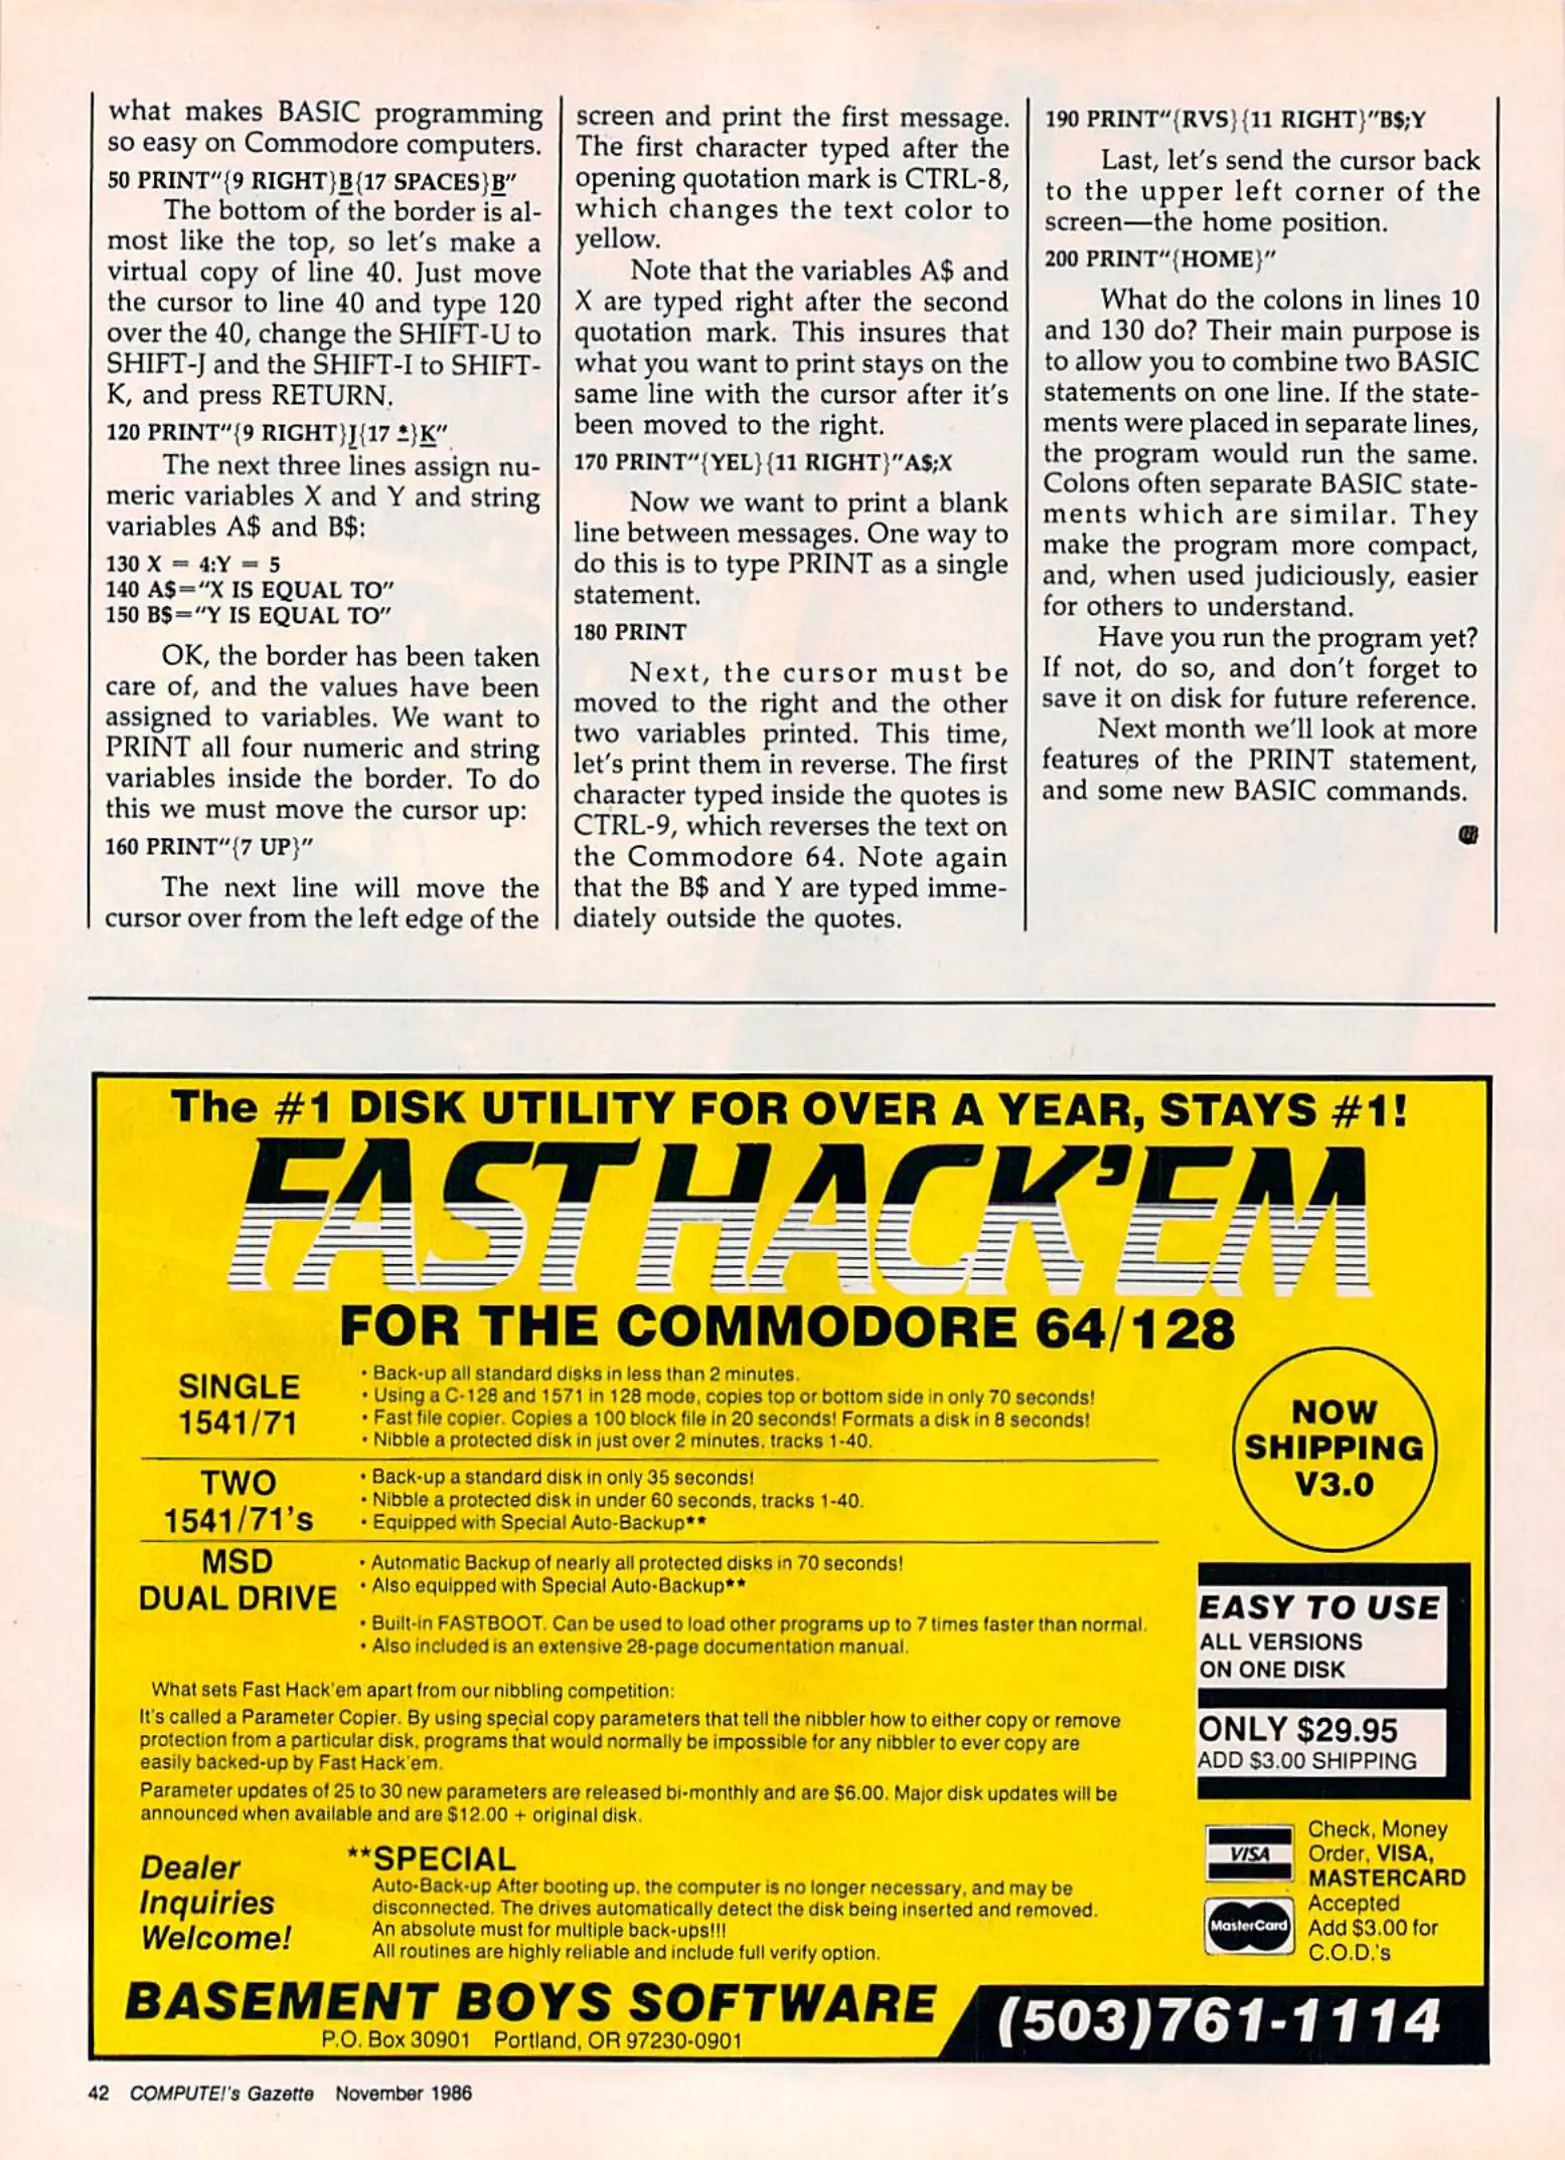 what makes BASIC programming
so easy on Commodore computers.
50 PRINT"{9 RIGHT}B{17 SPACES}B"
The bottom of the border is al-
most like the top, so let's make a
virtual copy of line 40. Just move
the cursor to line 40 and type 120
over the 40, change the SHIFT-U to
SHIFT-J and the SHIFT-I to SHIFT-
K, and press RETURN.
120 PRINT"{9 RIGHT}J{17 *}K"
The next three lines assign nu-
meric variables X and Y and string
variables A$ and B$:
130 X = 4:Y = 5
140 A$="X IS EQUAL TO"
150 B$="Y IS EQUAL TO"
OK, the border has been taken
care of, and the values have been
assigned to variables. We want to
PRINT all four numeric and string
variables inside the border. To do
this we must move the cursor up:
160 PRINT"{7 UP}"
The next line will move the
cursor over from the left edge of the
screen and print the first message.
The first character typed after the
opening quotation mark is CTRL-8,
which changes the text color to
yellow.
Note that the variables A$ and
X are typed right after the second
quotation mark. This insures that
what you want to print stays on the
same line with the cursor after it's
been moved to the right.
170 PRINT"{YEL}{11 RIGHT}"A$;X
Now we want to print a blank
line between messages. One way to
do this is to type PRINT as a single
statement.
180 PRINT
Next, the cursor must be
moved to the right and the other
two variables printed. This time,
let's print them in reverse. The first
character typed inside the quotes is
CTRL-9, which reverses the text on
the Commodore 64. Note again
that the B$ and Y are typed imme-
diately outside the quotes.
190 PRINT"{RVS}{11 RIGHT}"B$;Y
Last, let's send the cursor back
to the upper left corner of the
screen—the home position.
200 PRINT"{HOME}"
What do the colons in lines 10
and 130 do? Their main purpose is
to allow you to combine two BASIC
statements on one line. If the state-
ments were placed in separate lines,
the program would run the same.
Colons often separate BASIC state-
ments which are similar. They
make the program more compact,
and, when used judiciously, easier
for others to understand.
Have you run the program yet?
If not, do so, and don't forget to
save it on disk for future reference.
Next month we'll look at more
features of the PRINT statement,
and some new BASIC commands.
The #1 DISK UTILITY FOR OVER A YEAR, STAYS #1!
FAST HACK'EM
FOR THE COMMODORE 64/128
SINGLE
1541/71
• Back-up all standard disks in less than 2 minutes.
• Using a C-128 and 1571 in 128 mode, copies top or bottom side in only 70 seconds!
• Fast file copier. Copies a 100 block file in 20 seconds! Formats a disk in 8 seconds!
• Nibble a protected disk in just over 2 minutes, tracks 1-40.
TWO
1541/71's
• Back-up a standard disk in only 35 seconds!
• Nibble a protected disk in under 60 seconds, tracks 1-40.
• Equipped with Special Auto-Backup**
MSD
DUAL DRIVE
• Automatic Backup of nearly all protected disks in 70 seconds!
• Also equipped with Special Auto-Backup**
• Built-in FASTBOOT. Can be used to load other programs up to 7 times faster than normal.
• Also included is an extensive 28-page documentation manual.
NOW
SHIPPING
V3.0
EASY TO USE
ALL VERSIONS
ON ONE DISK
ONLY $29.95
ADD $3.00 SHIPPING
What sets Fast Hack'em apart from our nibbling competition:
It's called a Parameter Copier. By using special copy parameters that tell the nibbler how to either copy or remove
protection from a particular disk, programs that would normally be impossible for any nibbler to ever copy are
easily backed-up by Fast Hack'em.
Parameter updates of 25 to 30 new parameters are released bi-monthly and are $6.00. Major disk updates will be
announced when available and are $12.00 + original disk.
Dealer
Inquiries
Welcome!
**SPECIAL
Auto-Back-up After booting up, the computer is no longer necessary, and may be
disconnected. The drives automatically detect the disk being inserted and removed.
An absolute must for multiple back-ups!!!
All routines are highly reliable and include full verify option.
VISA
MasterCard
Check, Money
Order, VISA,
MASTERCARD
Accepted
Add $3.00 for
C.O.D.'s
BASEMENT BOYS SOFTWARE
P.O. Box 30901 Portland, OR 97230-0901
(503)761-1114
42 COMPUTE!'s Gazette November 1986